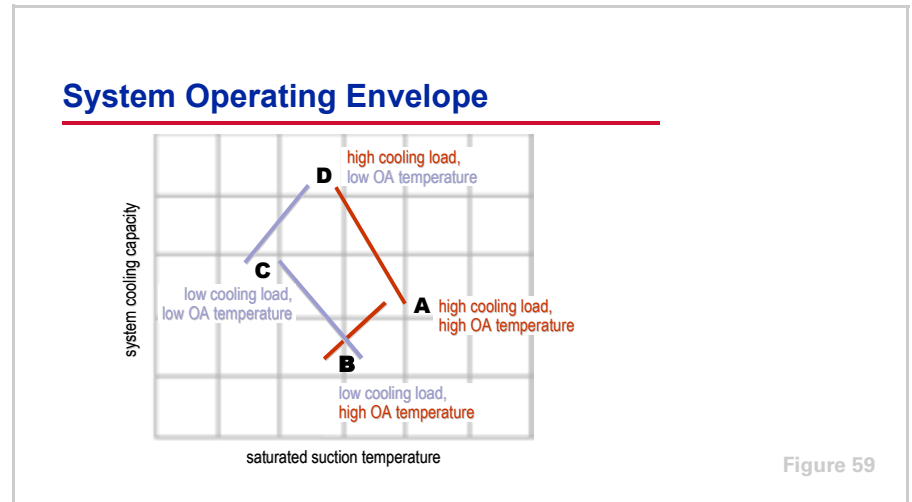 System Operating Envelope
high cooling load,
D low OA temperature
system cooling capacity
C
low cooling load,
low OA temperature
A high cooling load,
high OA temperature
B
low cooling load,
high OA temperature
saturated suction temperature
Figure 59